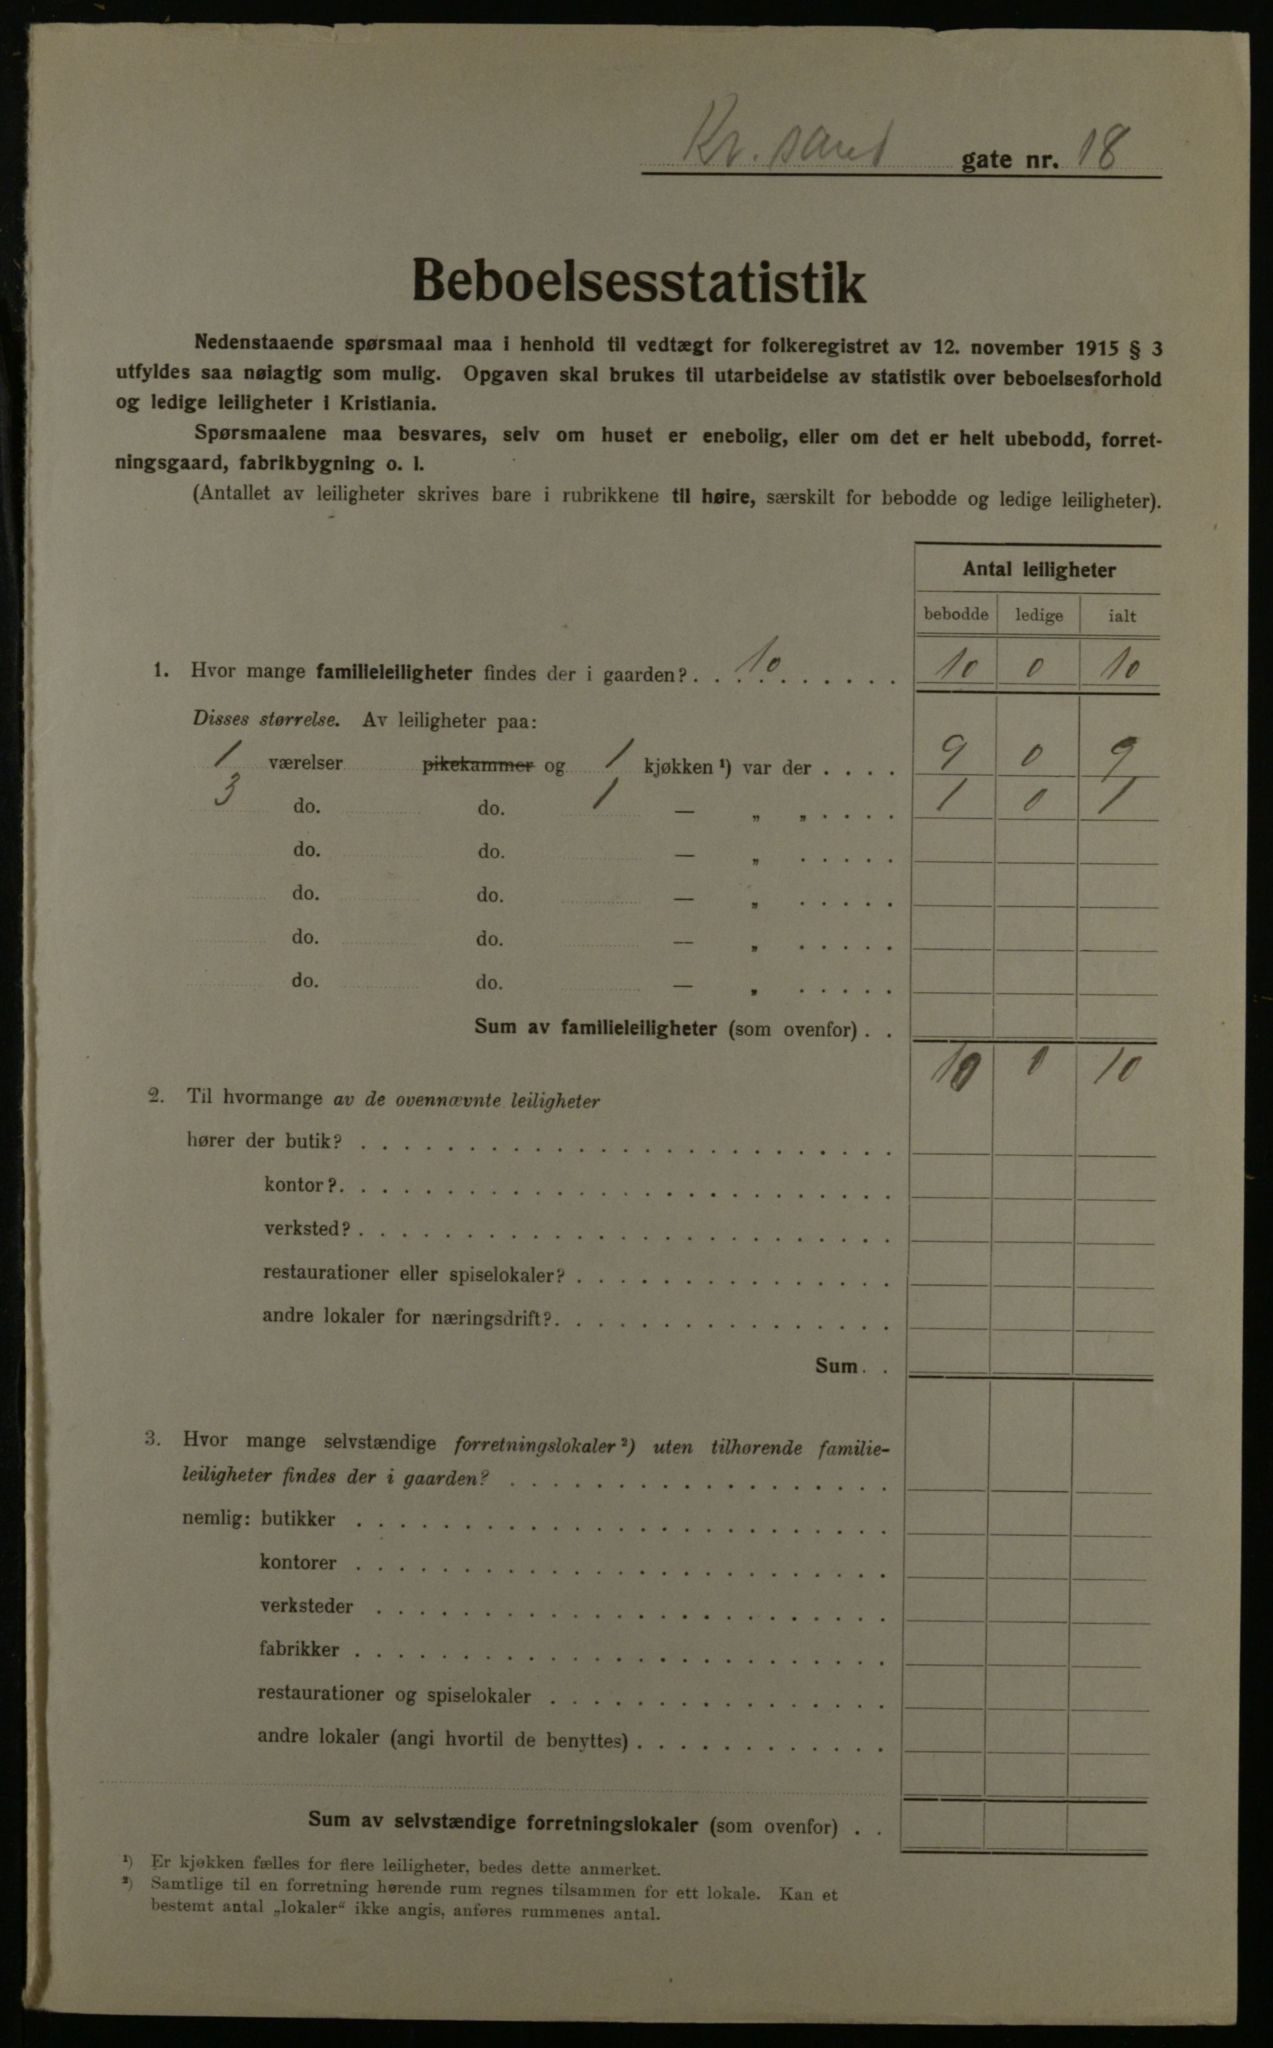 Kr. sand gate nr. 18
Beboelsesstatistik
Nedenstaaende spørsmaal maa i henhold til vedtægt for folkeregistret av 12. november 1915 § 3
utfyldes saa nøiagtig som mulig. Opgaven skal brukes til utarbeidelse av statistik over beboelsesforhold
og ledige leiligheter i Kristiania.
Spørsmaalene maa besvares, selv om huset er enebolig, eller om det er helt ubebodd, forret-
ningsgaard, fabrikbygning o. l.
(Antallet av leiligheter skrives bare i rubrikkene til høire, særskilt for bebodde og ledige leiligheter).
Antal leiligheter
bebodde ledige ialt
1. Hvor mange familieleiligheter findes der i gaarden? 10 . . . . . 10 0 10
Disses størrelse. Av leiligheter paa:
1 værelser pikekammer og 1 kjøkken ¹) var der . . . . 9 0 9
3 do. do. 1 — „ „ . . . . 1 0 1
do. do. — „ . . . . .
do. do. — „ . . . . .
do. do. — „ . . . . .
do. do. — „ . . . . .
Sum av familieleiligheter (som ovenfor) . . 10 0 10
2. Til hvormange av de ovennævnte leiligheter
hører der butik? . . . . .
kontor? . . . . .
verksted? . . . . .
restaurationer eller spiselokaler? . . . . .
andre lokaler for næringsdrift? . . . . .
Sum . .
3. Hvor mange selvstændige forretningslokaler ²) uten tilhørende familie-
leiligheter findes der i gaarden? . . . . .
nemlig: butikker . . . . .
kontorer . . . . .
verksteder . . . . .
fabrikker . . . . .
restaurationer og spiselokaler . . . . .
andre lokaler (angi hvortil de benyttes) . . . . .
Sum av selvstændige forretningslokaler (som ovenfor) . .
¹) Er kjøkken fælles for flere leiligheter, bedes dette anmerket.
²) Samtlige til en forretning hørende rum regnes tilsammen for ett lokale. Kan et
bestemt antal „lokaler“ ikke angis, anføres rummenes antal.